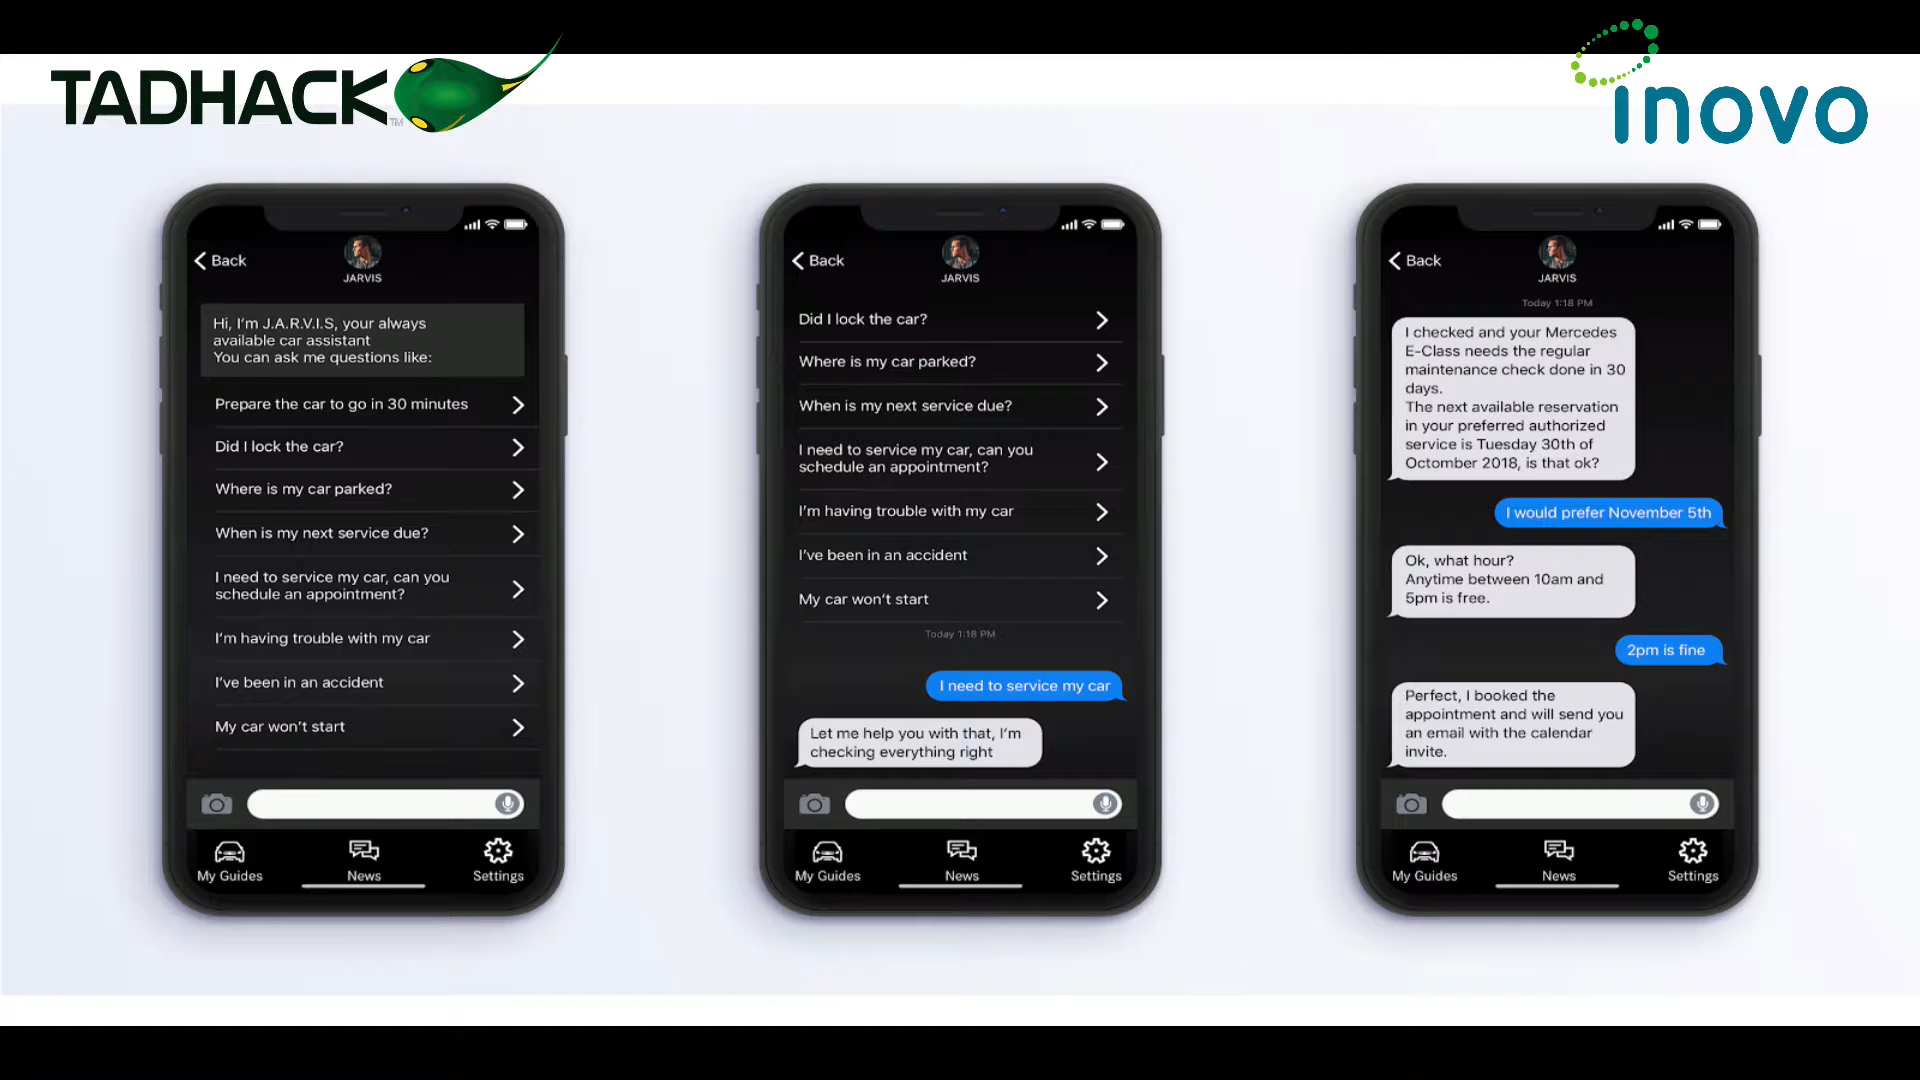 TADHACK
TM
inovo
Back
JARVIS
Hi, I'm J.A.R.V.I.S, your always
available car assistant
You can ask me questions like:
Prepare the car to go in 30 minutes
Did I lock the car?
Where is my car parked?
When is my next service due?
I need to service my car, can you
schedule an appointment?
I'm having trouble with my car
I've been in an accident
My car won't start
My Guides
News
Settings
Back
JARVIS
Did I lock the car?
Where is my car parked?
When is my next service due?
I need to service my car, can you
schedule an appointment?
I'm having trouble with my car
I've been in an accident
My car won't start
Today 1:18 PM
I need to service my car
Let me help you with that, I'm
checking everything right
My Guides
News
Settings
Back
JARVIS
Today 1:18 PM
I checked and your Mercedes
E-Class needs the regular
maintenance check done in 30
days.
The next available reservation
in your preferred authorized
service is Tuesday 30th of
Octomber 2018, is that ok?
I would prefer November 5th
Ok, what hour?
Anytime between 10am and
5pm is free.
2pm is fine
Perfect, I booked the
appointment and will send you
an email with the calendar
invite.
My Guides
News
Settings